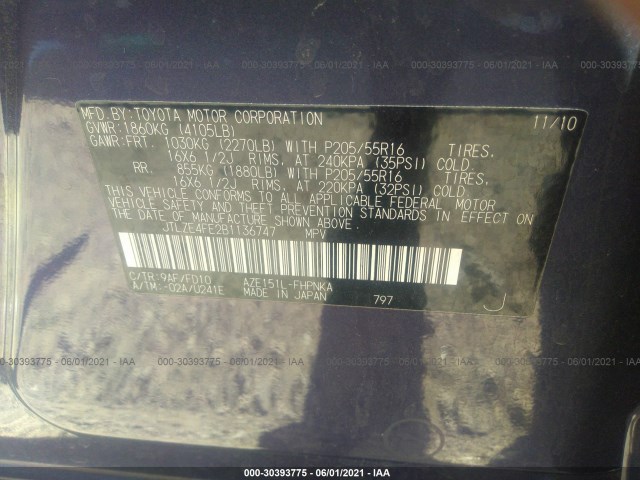 000-30393775 - 06/01/2021 - IAA
000-30393775 - 06/01/2021 - IAA
000-30393775 - 06/01/2021 - IAA
MFD. BY: TOYOTA MOTOR CORPORATION 11/10
GVWR: 1860KG (4105LB)
GAWR: FRT. 1030KG (2270LB) WITH P205/55R16 TIRES,
16X6 1/2J RIMS, AT 240KPA (35PSI) COLD.
RR. 855KG (1880LB) WITH P205/55R16 TIRES,
16X6 1/2J RIMS, AT 220KPA (32PSI) COLD.
THIS VEHICLE CONFORMS TO ALL APPLICABLE FEDERAL MOTOR
VEHICLE SAFETY AND THEFT PREVENTION STANDARDS IN EFFECT ON
THE DATE OF MANUFACTURE SHOWN ABOVE.
JTLZE4FE2B1136747 MPV
C/TR: 9AF/FD10 AZE151L-FHPNKA
A/TM: -02A/U241E MADE IN JAPAN 797
J
000-30393775 - 06/01/2021 - IAA
000-30393775 - 06/01/2021 - IAA
000-30393775 - 06/01/2021 - IAA
000-30393775 - 06/01/2021 - IAA